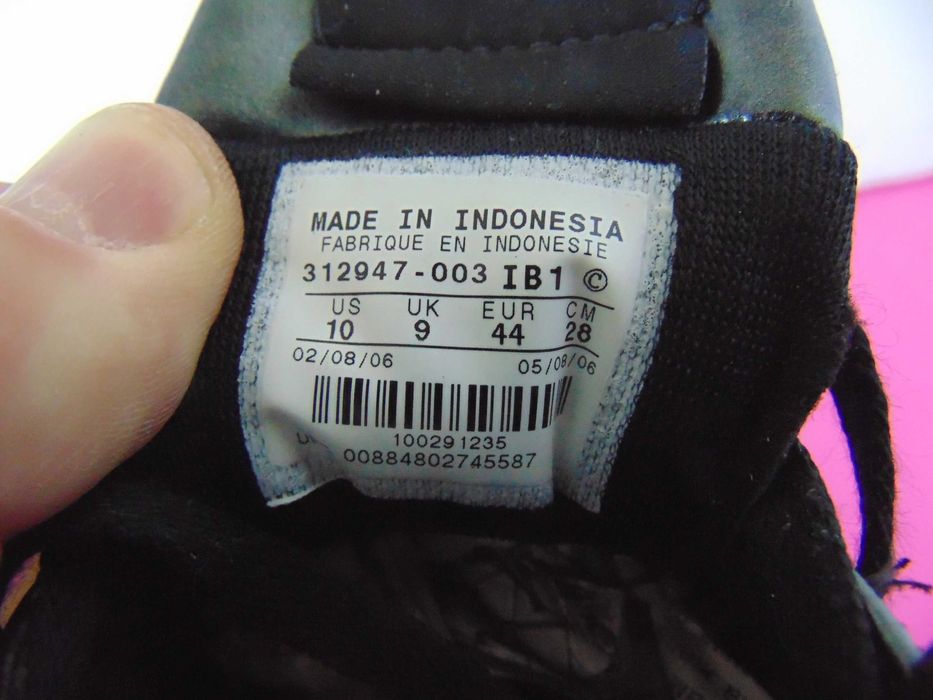 MADE IN INDONESIA
FABRIQUE EN INDONESIE
312947-003 IB1 ©
US UK EUR CM
10 9 44 28
02/08/06 05/08/06
100291235
00884802745587